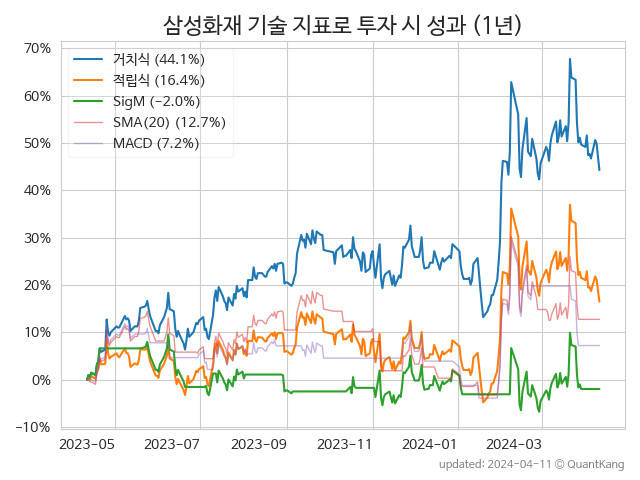 삼성화재 기술 지표로 투자 시 성과 (1년)
70%
60%
50%
40%
30%
20%
10%
0%
−10%
거치식 (44.1%)
적립식 (16.4%)
SigM (−2.0%)
SMA(20) (12.7%)
MACD (7.2%)
2023-05 2023-07 2023-09 2023-11 2024-01 2024-03
updated: 2024-04-11 © QuantKang